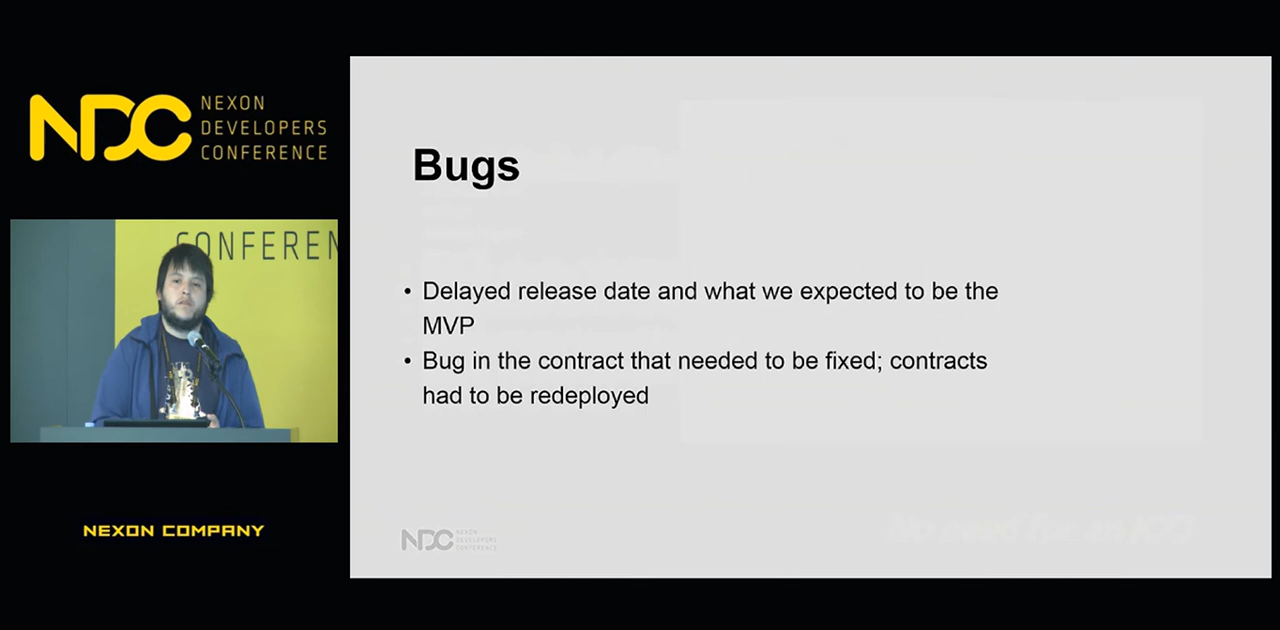 NDC
NEXON
DEVELOPERS
CONFERENCE
CONFEREN
NEXON COMPANY
Bugs
• Delayed release date and what we expected to be the
MVP
• Bug in the contract that needed to be fixed; contracts
had to be redeployed
NDC
NEXON
DEVELOPERS
CONFERENCE